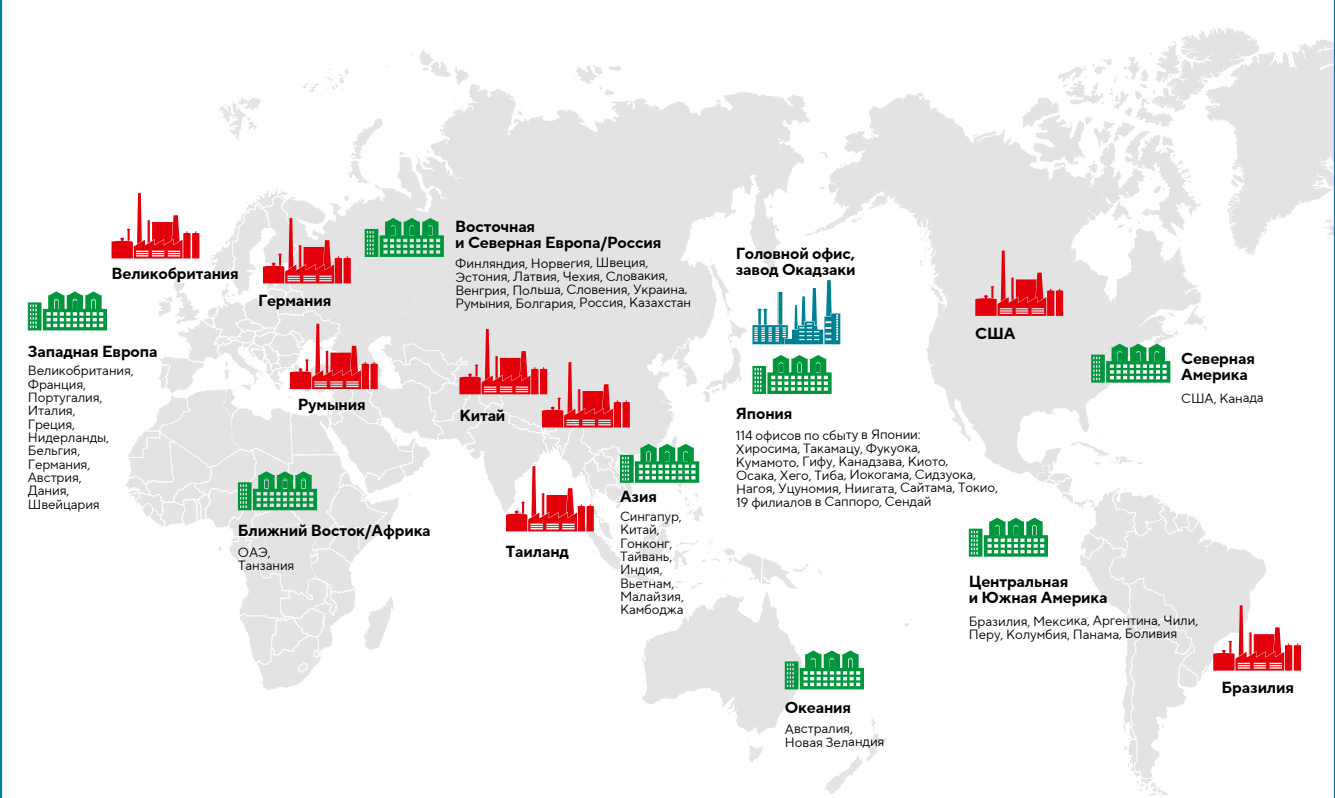 Великобритания
Германия
Восточная
и Северная Европа/Россия
Финляндия, Норвегия, Швеция,
Эстония, Латвия, Чехия, Словакия,
Венгрия, Польша, Словения, Украина,
Румыния, Болгария, Россия, Казахстан
Головной офис,
завод Окадзаки
США
Западная Европа
Великобритания,
Франция,
Португалия,
Италия,
Греция,
Нидерланды,
Бельгия,
Германия,
Австрия,
Дания,
Швейцария
Румыния
Китай
Япония
114 офисов по сбыту в Японии:
Хиросима, Такамацу, Фукуока,
Кумамото, Гифу, Канадзава, Киото,
Осака, Хего, Тиба, Иокогама, Сидзуока,
Нагоя, Уцуномия, Ниигата, Сайтама, Токио,
19 филиалов в Саппоро, Сендай
Северная
Америка
США, Канада
Ближний Восток/Африка
ОАЭ,
Танзания
Таиланд
Азия
Сингапур,
Китай,
Гонконг,
Тайвань,
Индия,
Вьетнам,
Малайзия,
Камбоджа
Центральная
и Южная Америка
Бразилия, Мексика, Аргентина, Чили,
Перу, Колумбия, Панама, Боливия
Бразилия
Океания
Австралия,
Новая Зеландия